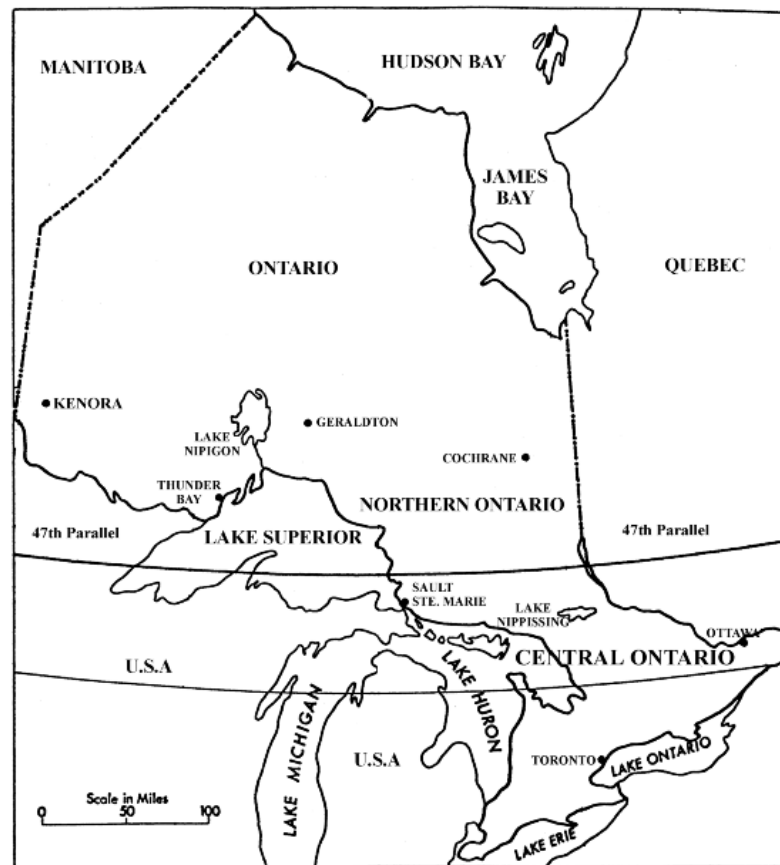 MANITOBA
HUDSON BAY
JAMES
BAY
ONTARIO
QUEBEC
KENORA
LAKE
NIPIGON
GERALDTON
COCHRANE
THUNDER
BAY
NORTHERN ONTARIO
47th Parallel
LAKE SUPERIOR
47th Parallel
SAULT
STE. MARIE
LAKE
NIPPISSING
OTTAWA
CENTRAL ONTARIO
U.S.A
LAKE HURON
LAKE MICHIGAN
U.S.A
TORONTO
LAKE ONTARIO
Scale in Miles
0 50 100
LAKE ERIE